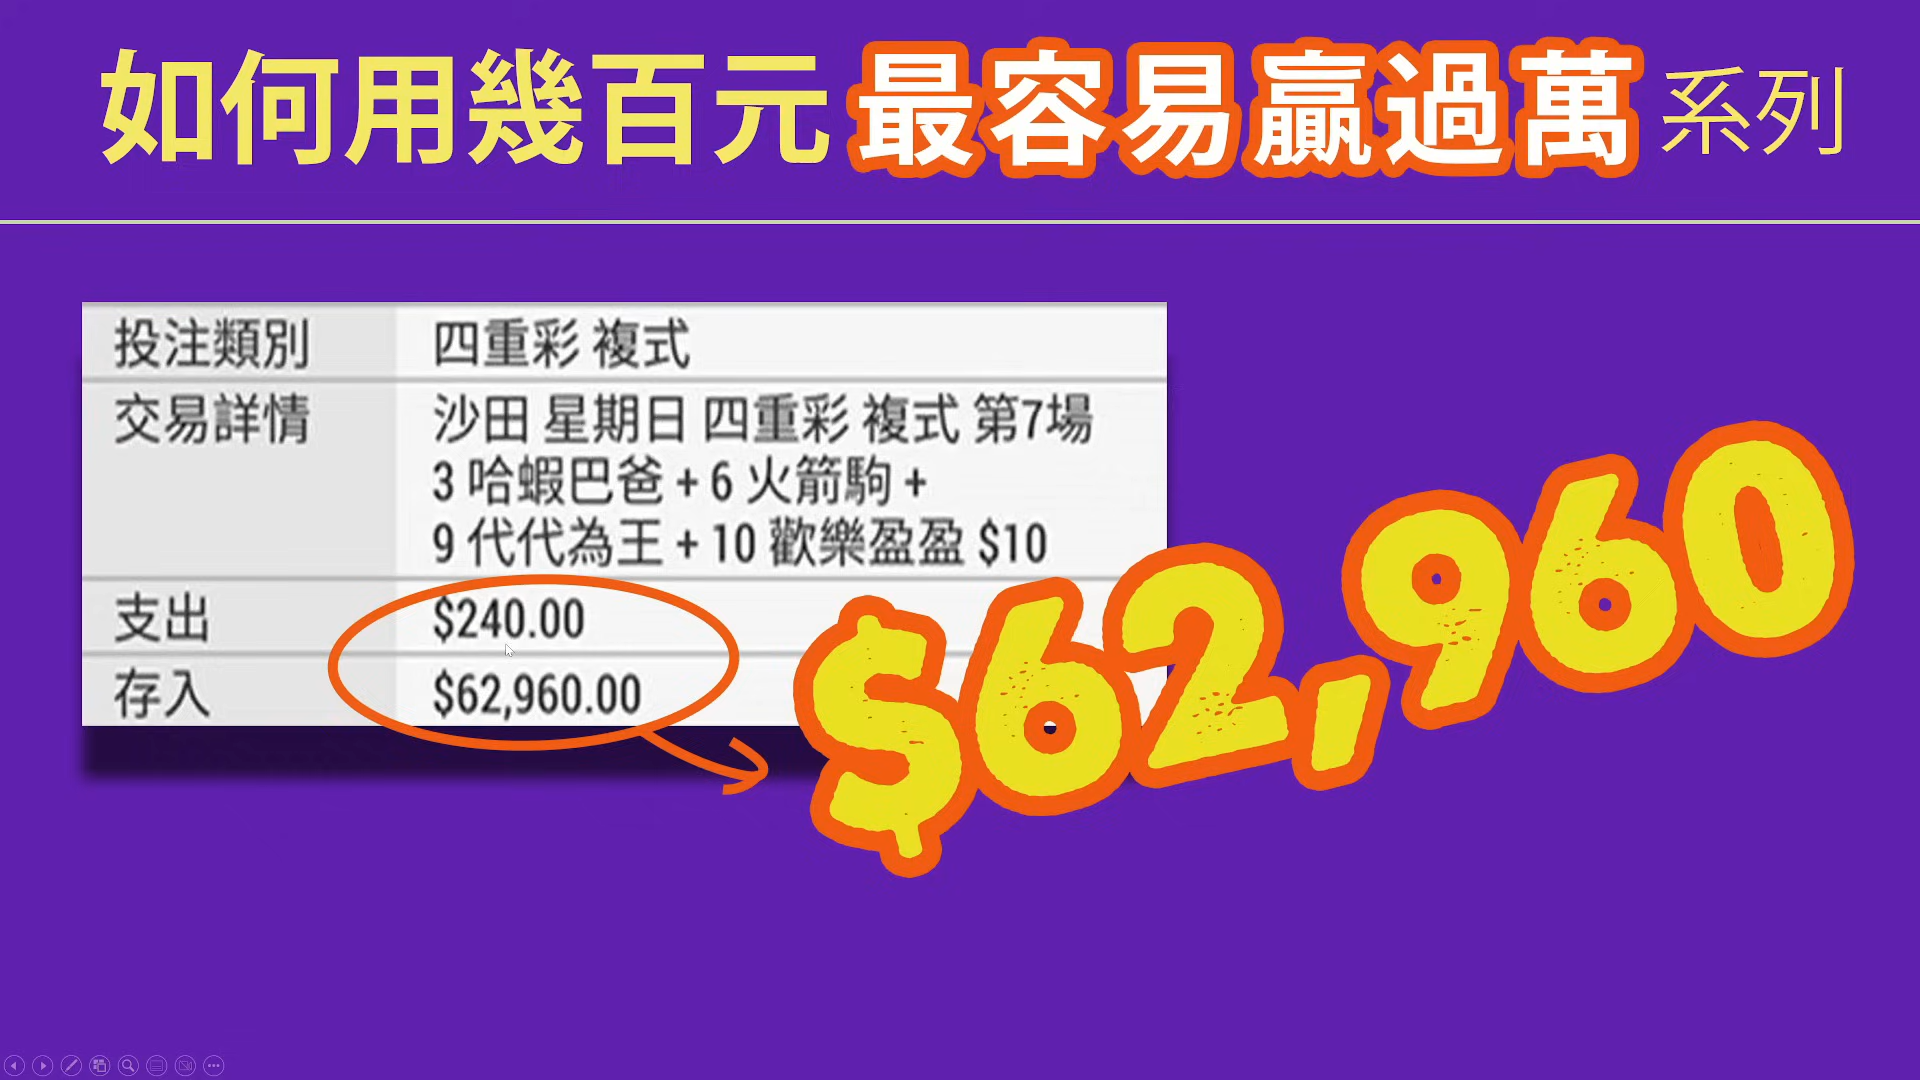 如何用幾百元 最容易贏過萬 系列
投注類別 四重彩 複式
交易詳情 沙田 星期日 四重彩 複式 第7場
3 哈蝦巴爸 + 6 火箭駒 +
9 代代為王 + 10 歡樂盈盈 $10
支出 $240.00
存入 $62,960.00
$62,960